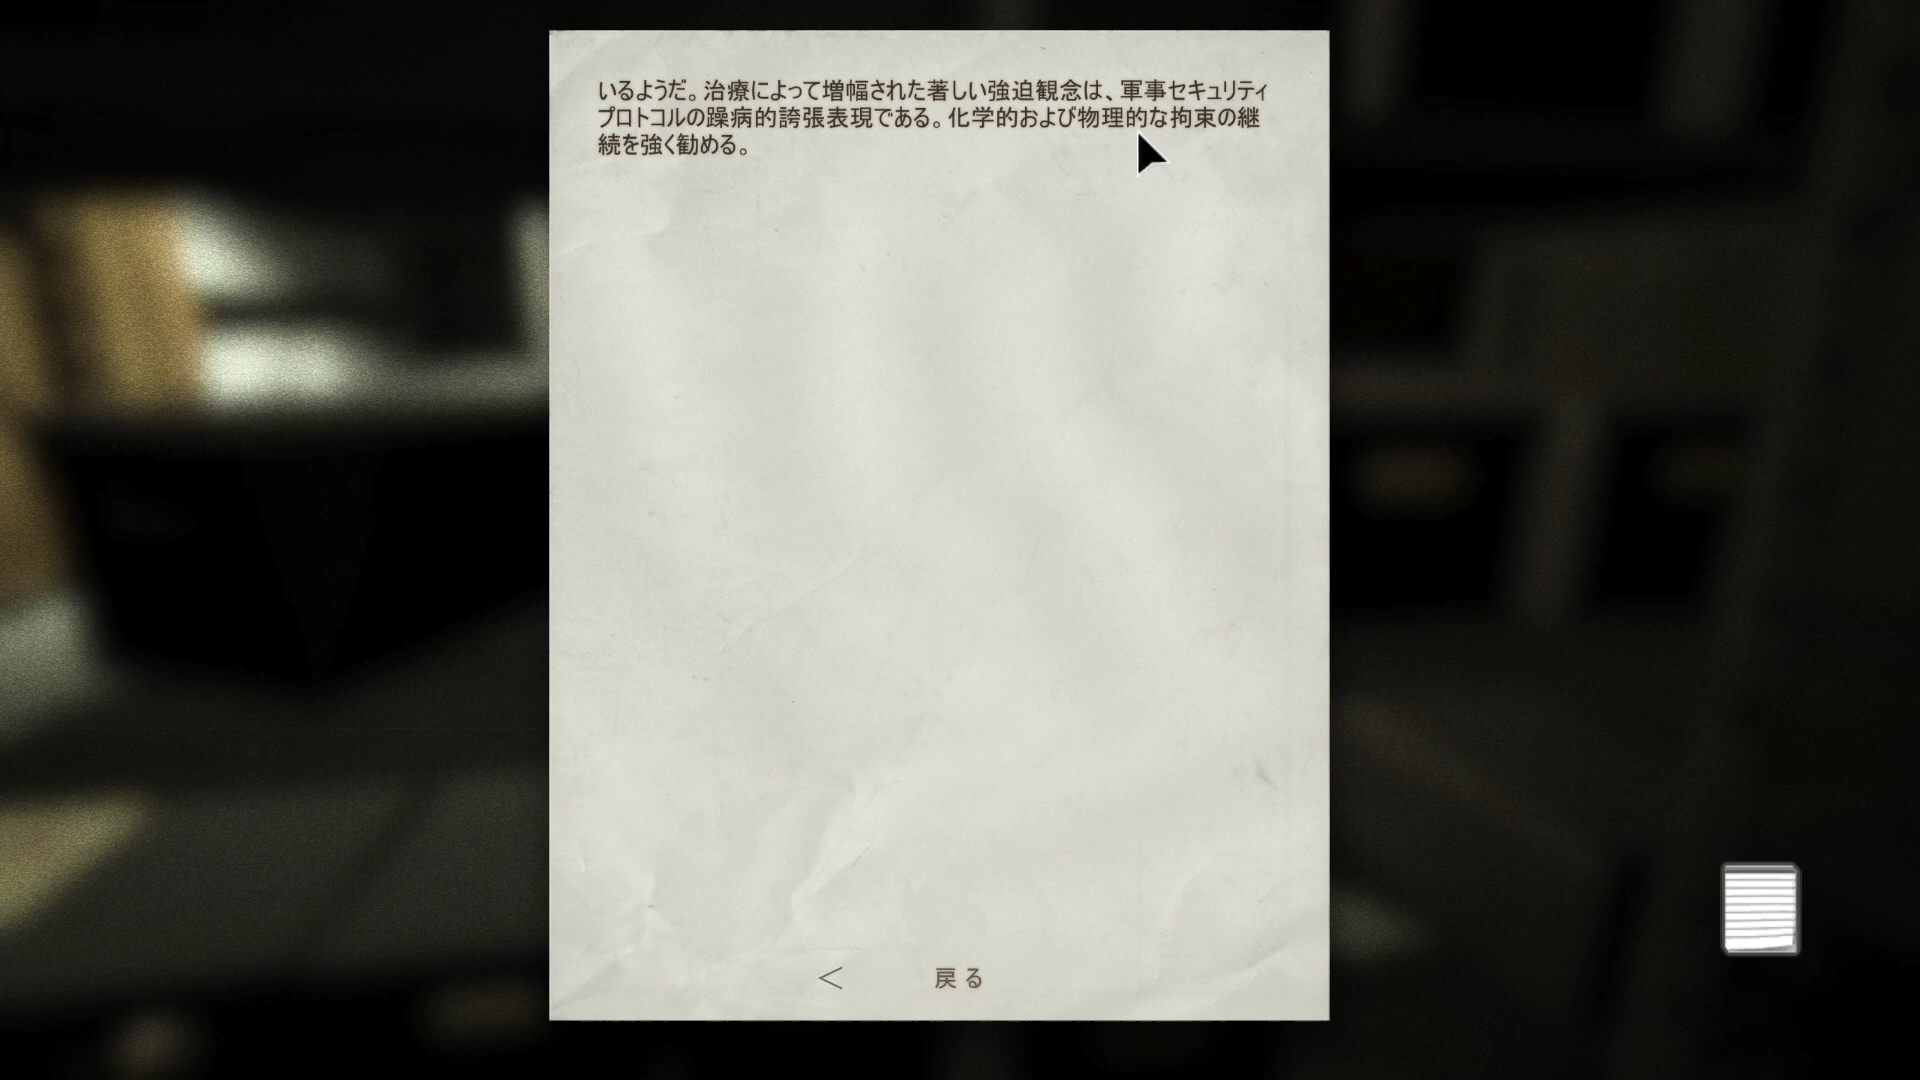 いるようだ。治療によって増幅された著しい強迫観念は、軍事セキュリティ
プロトコルの躁病的誇張表現である。化学的および物理的な拘束の継
続を強く勧める。
＜ 戻る